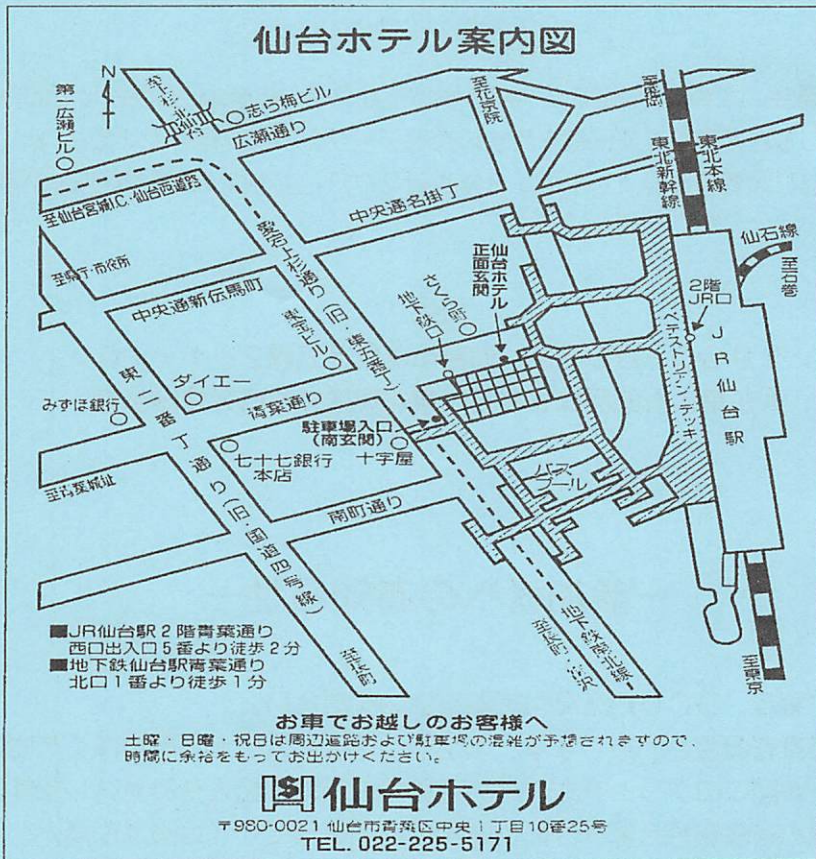 仙台ホテル案内図
N
第一広瀬ビル
至上杉・北仙台
志ら梅ビル
広瀬通り
至花京院
至盛岡
東北新幹線
東北本線
仙石線
至石巻
至仙台宮城I.C.・仙台西道路
中央通名掛丁
愛宕上杉通り(旧・東五番丁)
至県庁・市役所
中央通新伝馬町
東宝ビル
地下鉄口
さくら野
仙台ホテル
正面玄関
2階
JR口
ペデストリアン・デッキ
JR仙台駅
東二番丁通り(旧・国道四号線)
ダイエー
みずほ銀行
青葉通り
駐車場入口
(南玄関)
七十七銀行
本店
十字屋
バス
プール
至青葉城址
南町通り
地下鉄南北線
至長町
至東京
■JR仙台駅2階青葉通り
西口出入口5番より徒歩2分
■地下鉄仙台駅青葉通り
北口1番より徒歩1分
お車でお越しのお客様へ
土曜・日曜・祝日は周辺道路および駐車場の混雑が予想されますので、
時間に余裕をもってお出かけください。
仙台ホテル
〒980-0021 仙台市青葉区中央1丁目10番25号
TEL. 022-225-5171